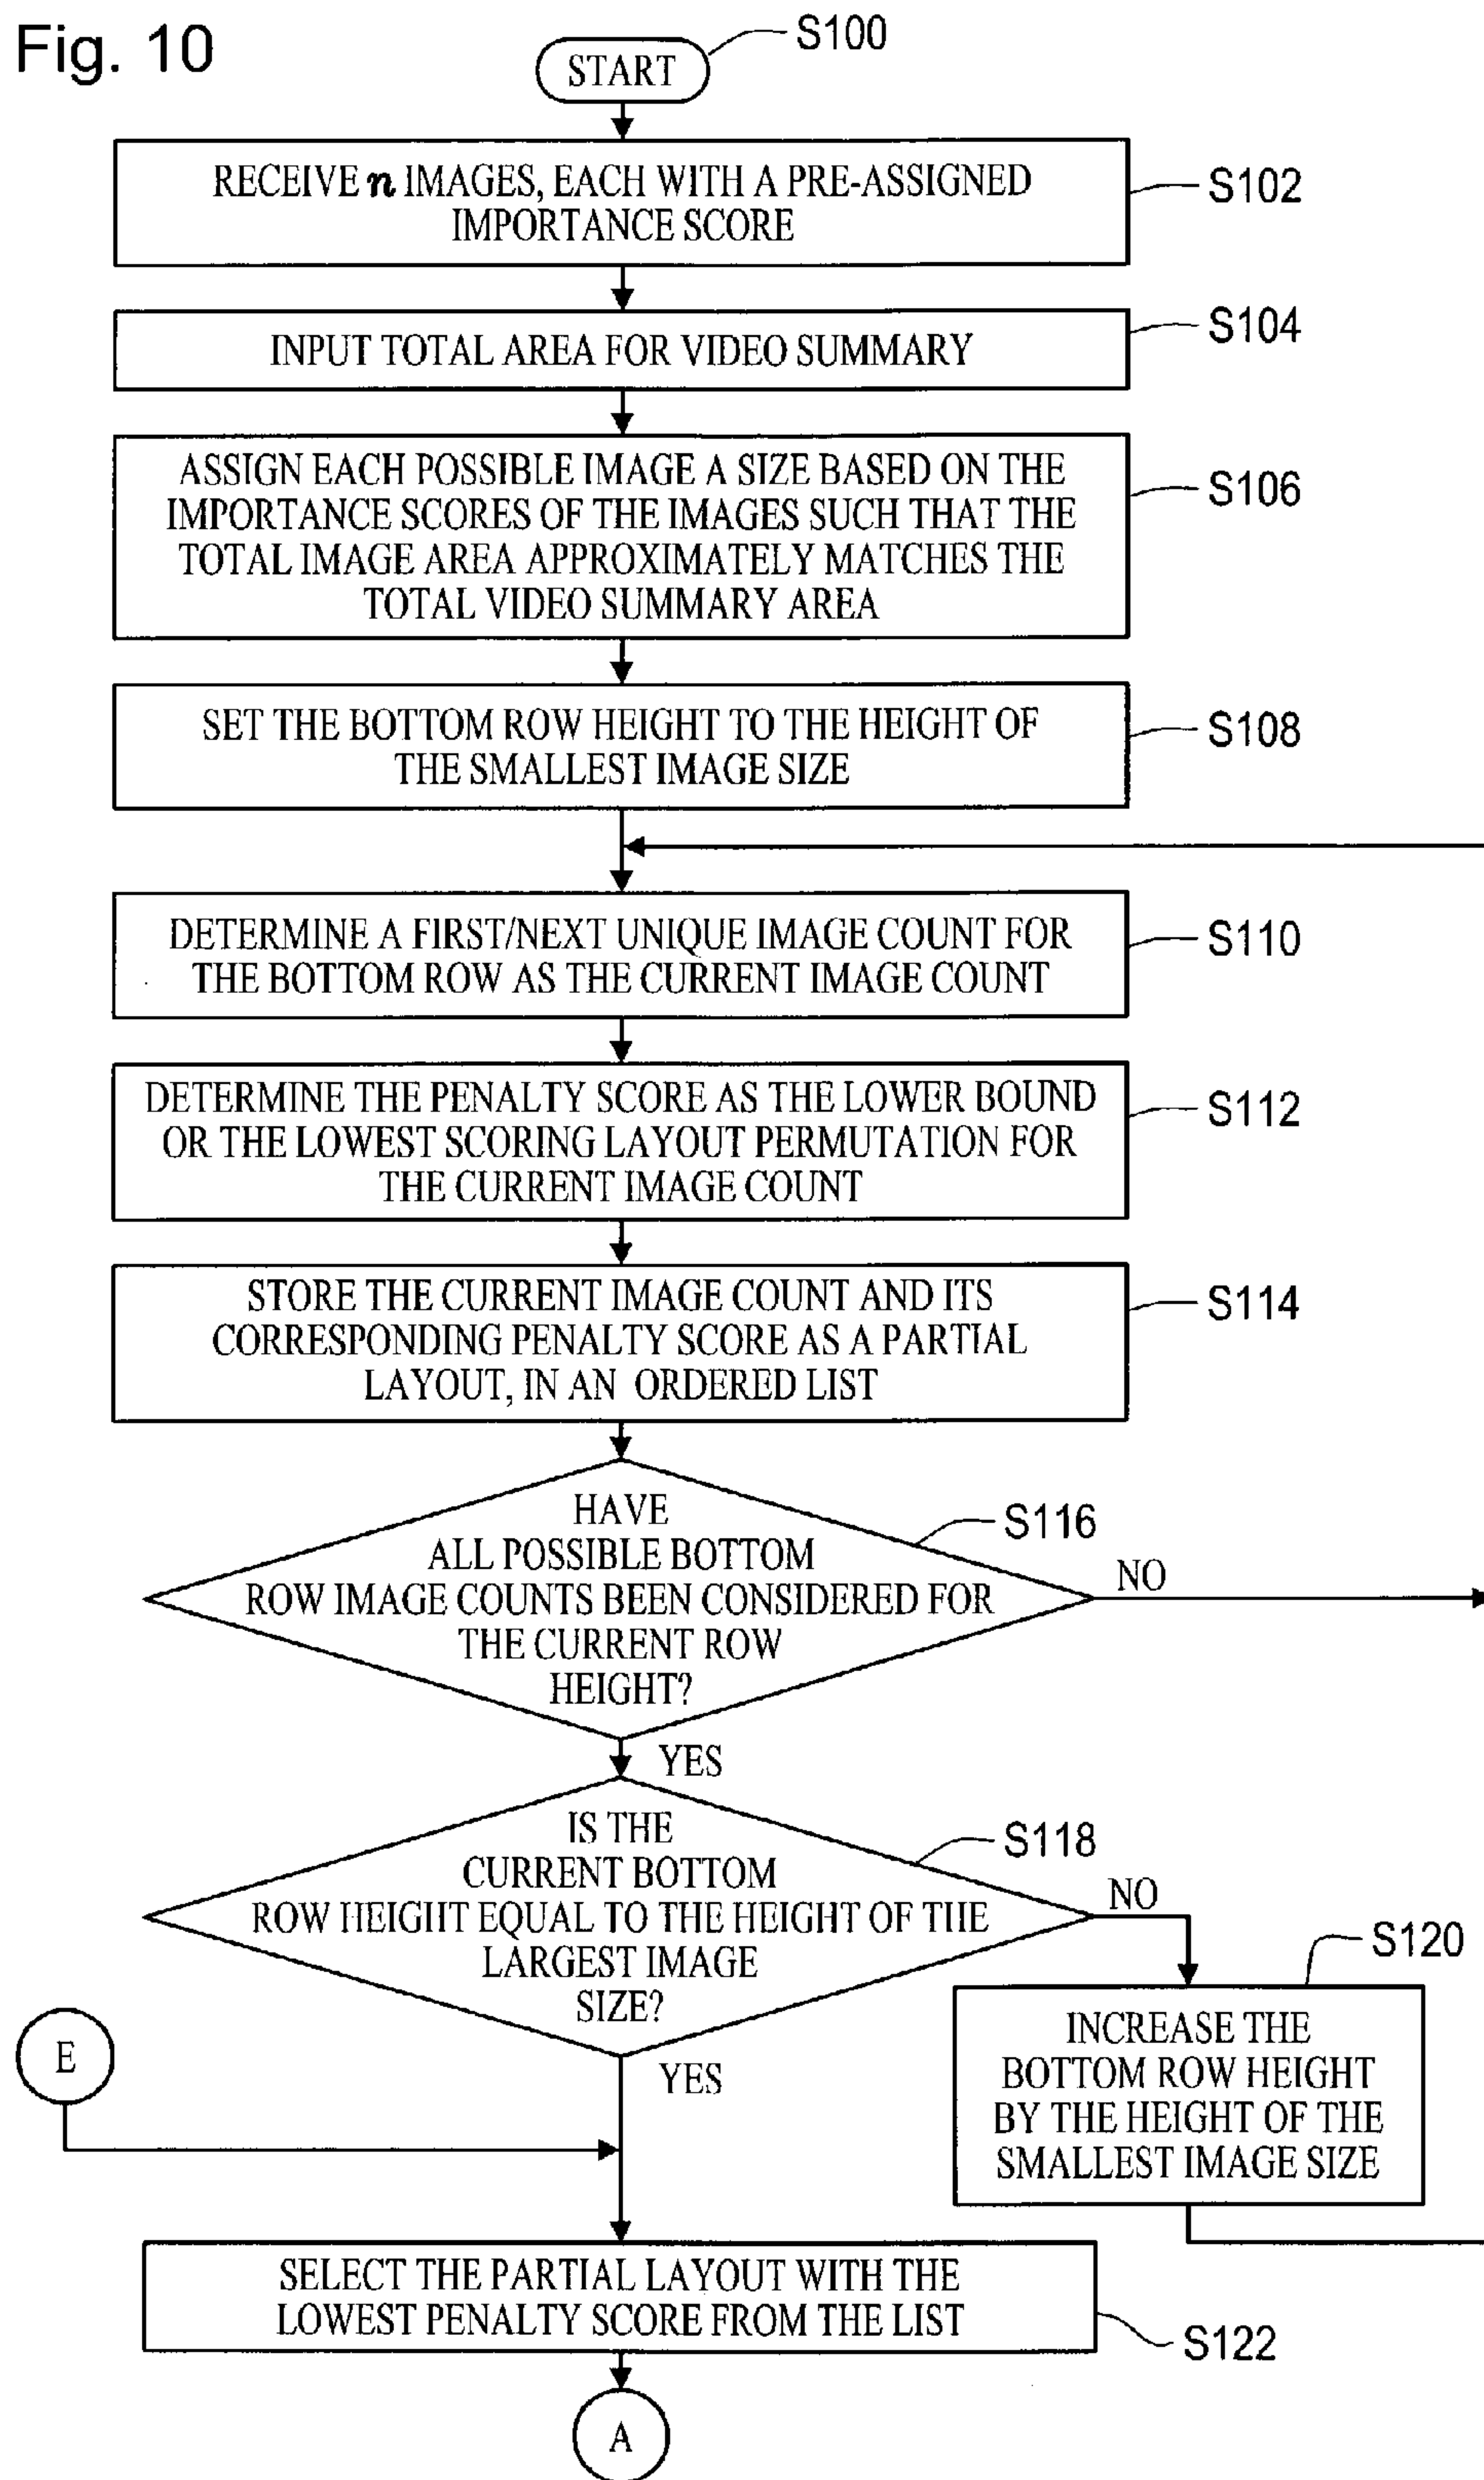 Fig. 10
S100
START
RECEIVE n IMAGES, EACH WITH A PRE-ASSIGNED
IMPORTANCE SCORE
S102
INPUT TOTAL AREA FOR VIDEO SUMMARY
S104
ASSIGN EACH POSSIBLE IMAGE A SIZE BASED ON THE
IMPORTANCE SCORES OF THE IMAGES SUCH THAT THE
TOTAL IMAGE AREA APPROXIMATELY MATCHES THE
TOTAL VIDEO SUMMARY AREA
S106
SET THE BOTTOM ROW HEIGHT TO THE HEIGHT OF
THE SMALLEST IMAGE SIZE
S108
DETERMINE A FIRST/NEXT UNIQUE IMAGE COUNT FOR
THE BOTTOM ROW AS THE CURRENT IMAGE COUNT
S110
DETERMINE THE PENALTY SCORE AS THE LOWER BOUND
OR THE LOWEST SCORING LAYOUT PERMUTATION FOR
THE CURRENT IMAGE COUNT
S112
STORE THE CURRENT IMAGE COUNT AND ITS
CORRESPONDING PENALTY SCORE AS A PARTIAL
LAYOUT, IN AN ORDERED LIST
S114
HAVE
ALL POSSIBLE BOTTOM
ROW IMAGE COUNTS BEEN CONSIDERED FOR
THE CURRENT ROW
HEIGHT?
S116
NO
YES
IS THE
CURRENT BOTTOM
ROW HEIGHT EQUAL TO THE HEIGHT OF THE
LARGEST IMAGE
SIZE?
S118
NO
S120
INCREASE THE
BOTTOM ROW HEIGHT
BY THE HEIGHT OF THE
SMALLEST IMAGE SIZE
E
YES
SELECT THE PARTIAL LAYOUT WITH THE
LOWEST PENALTY SCORE FROM THE LIST
S122
A